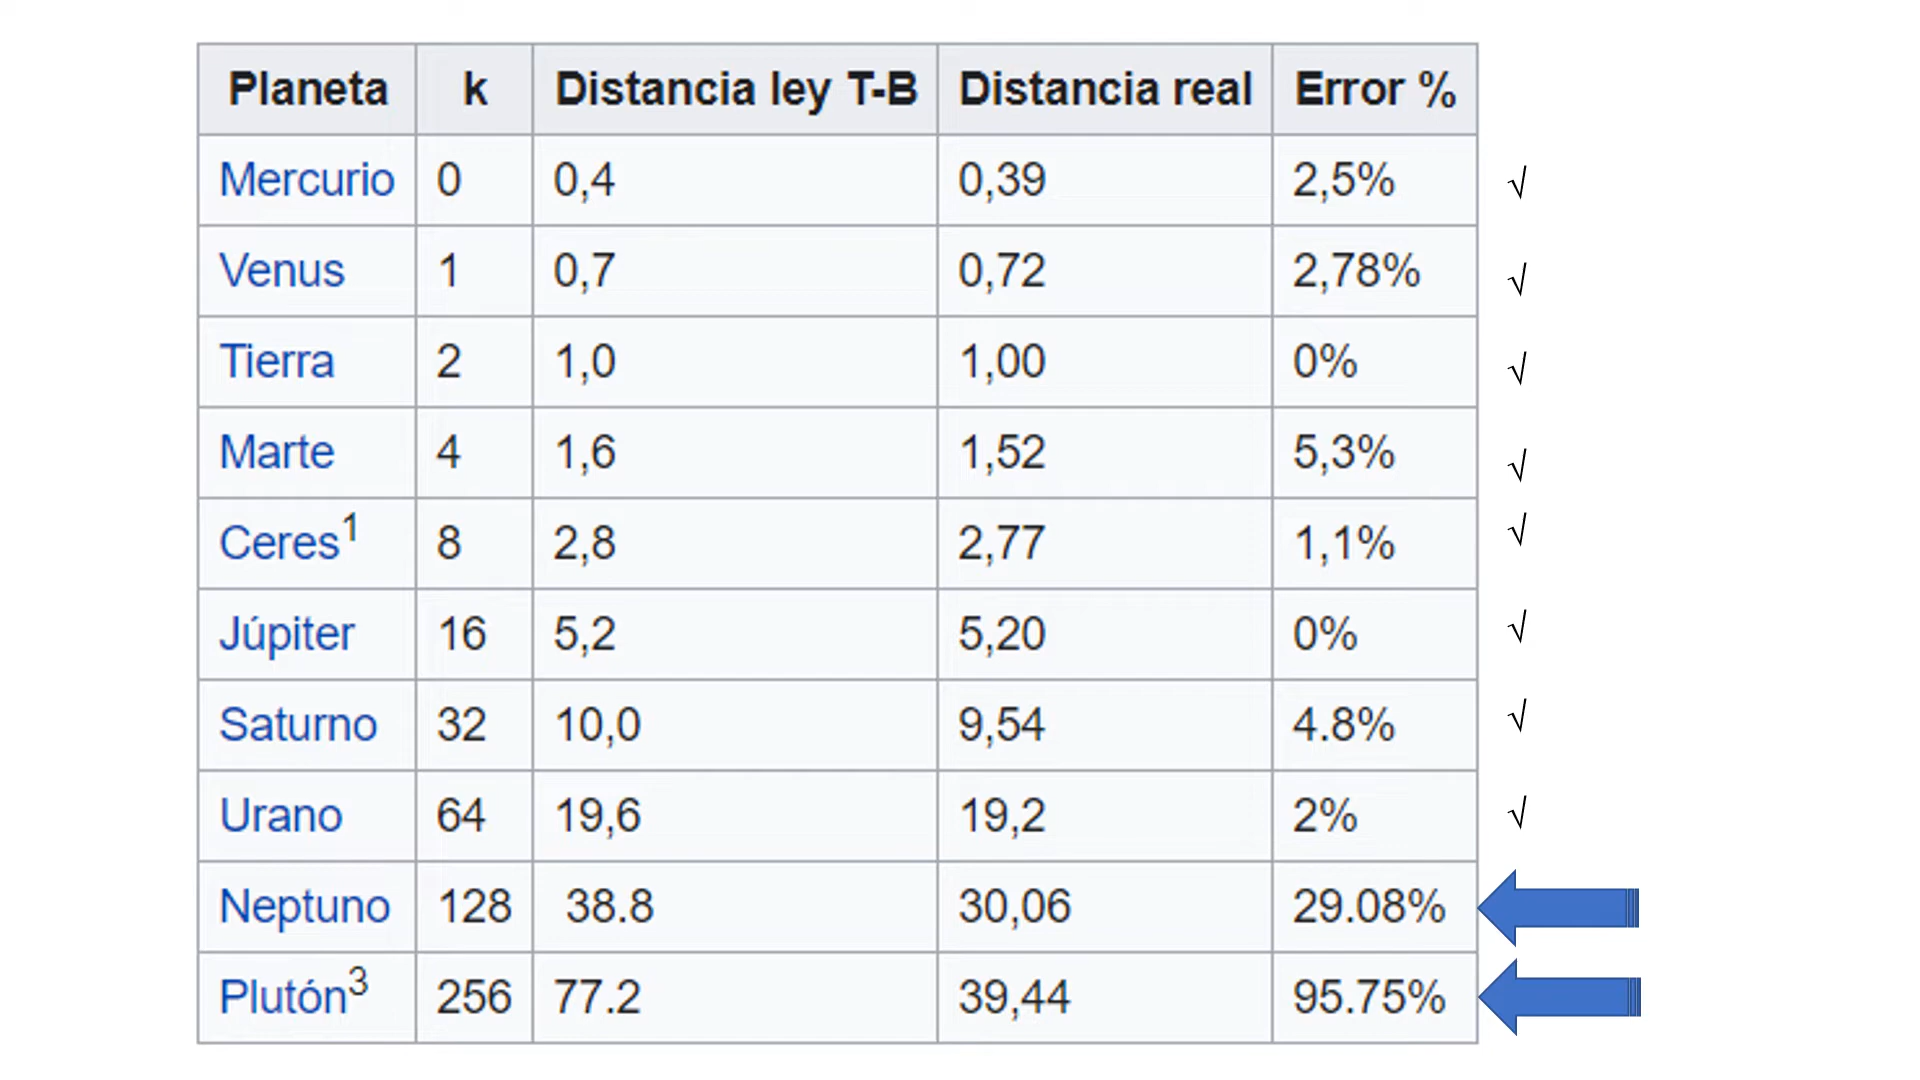 Planeta k Distancia ley T-B Distancia real Error %
Mercurio 0 0,4 0,39 2,5% √
Venus 1 0,7 0,72 2,78% √
Tierra 2 1,0 1,00 0% √
Marte 4 1,6 1,52 5,3% √
Ceres¹ 8 2,8 2,77 1,1% √
Júpiter 16 5,2 5,20 0% √
Saturno 32 10,0 9,54 4.8% √
Urano 64 19,6 19,2 2% √
Neptuno 128 38.8 30,06 29.08%
Plutón³ 256 77.2 39,44 95.75%